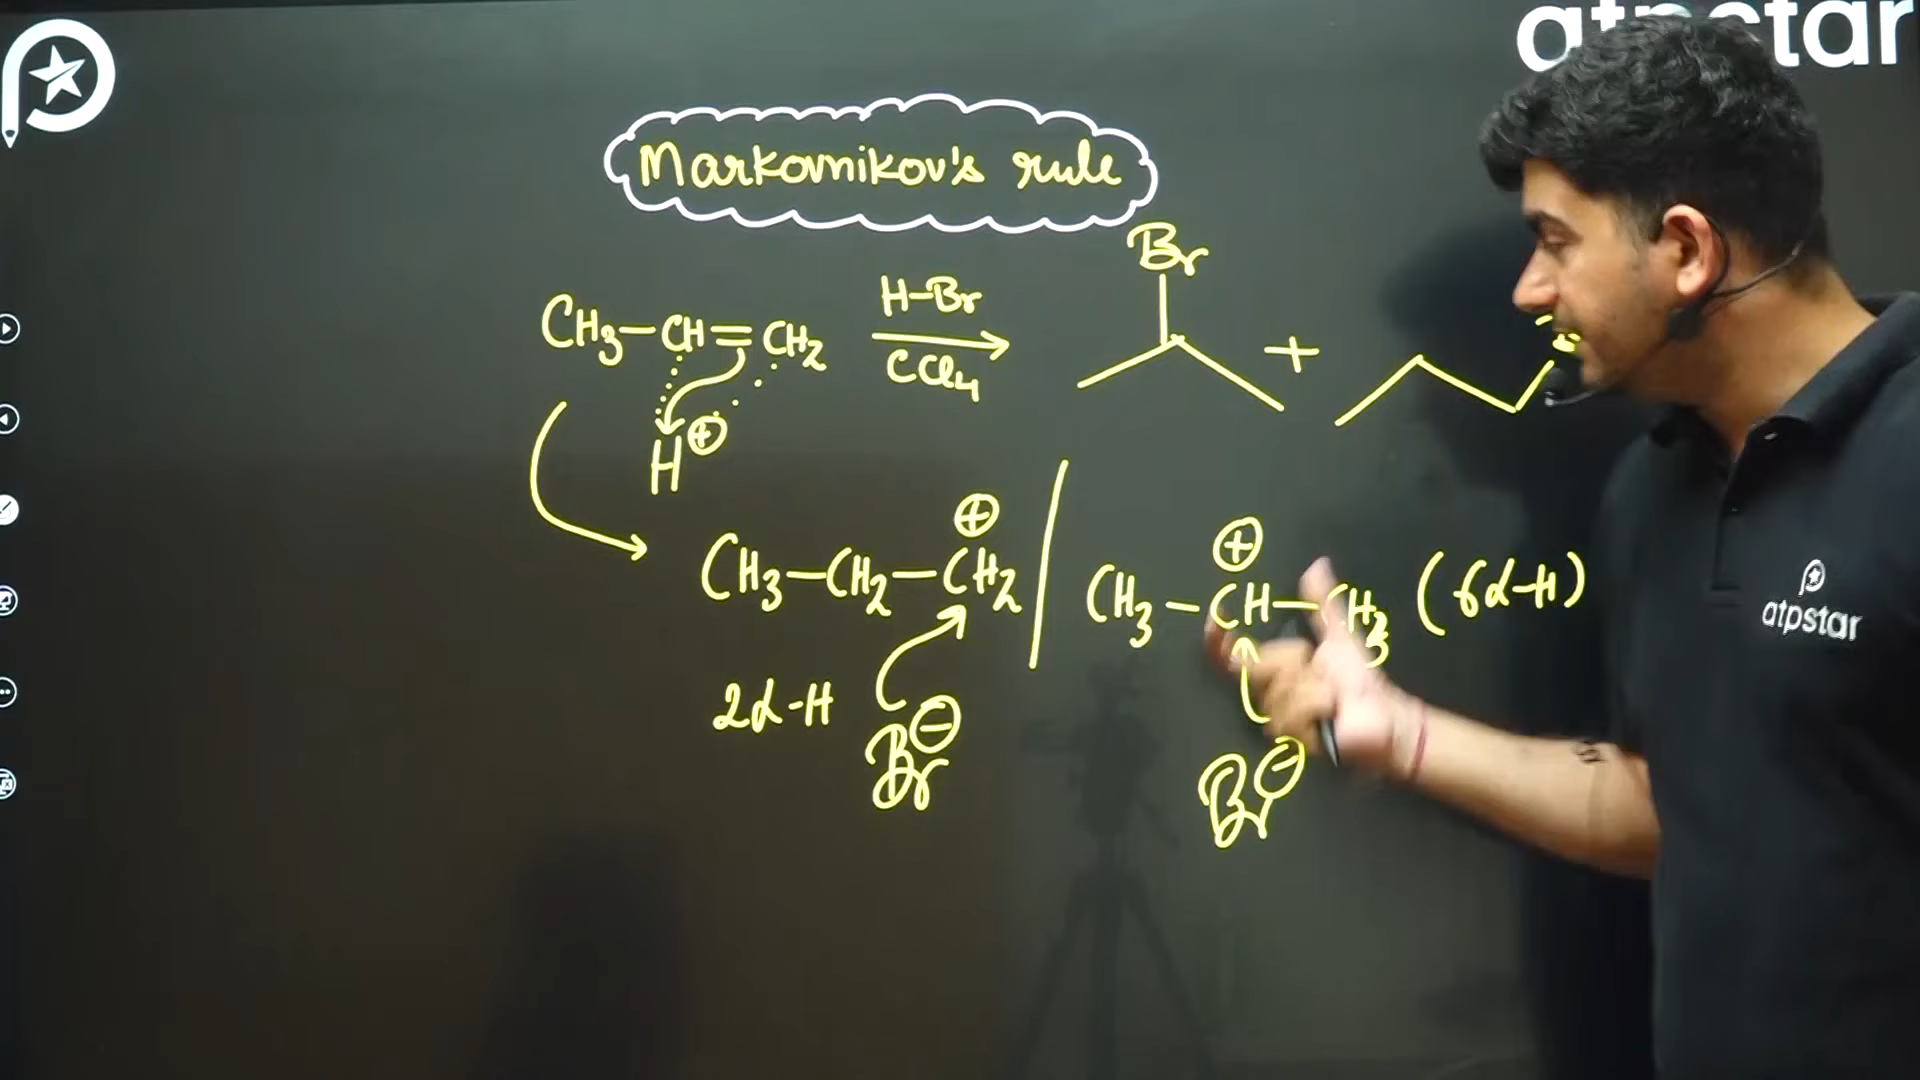 atpstar
Markovnikov's rule
CH3-CH=CH2
H-Br
CCl4
Br
+
H⊕
CH3-CH2-CH2
⊕
2α-H
Br⊖
CH3-CH-CH3 (6α-H)
⊕
Br⊖
atpstar